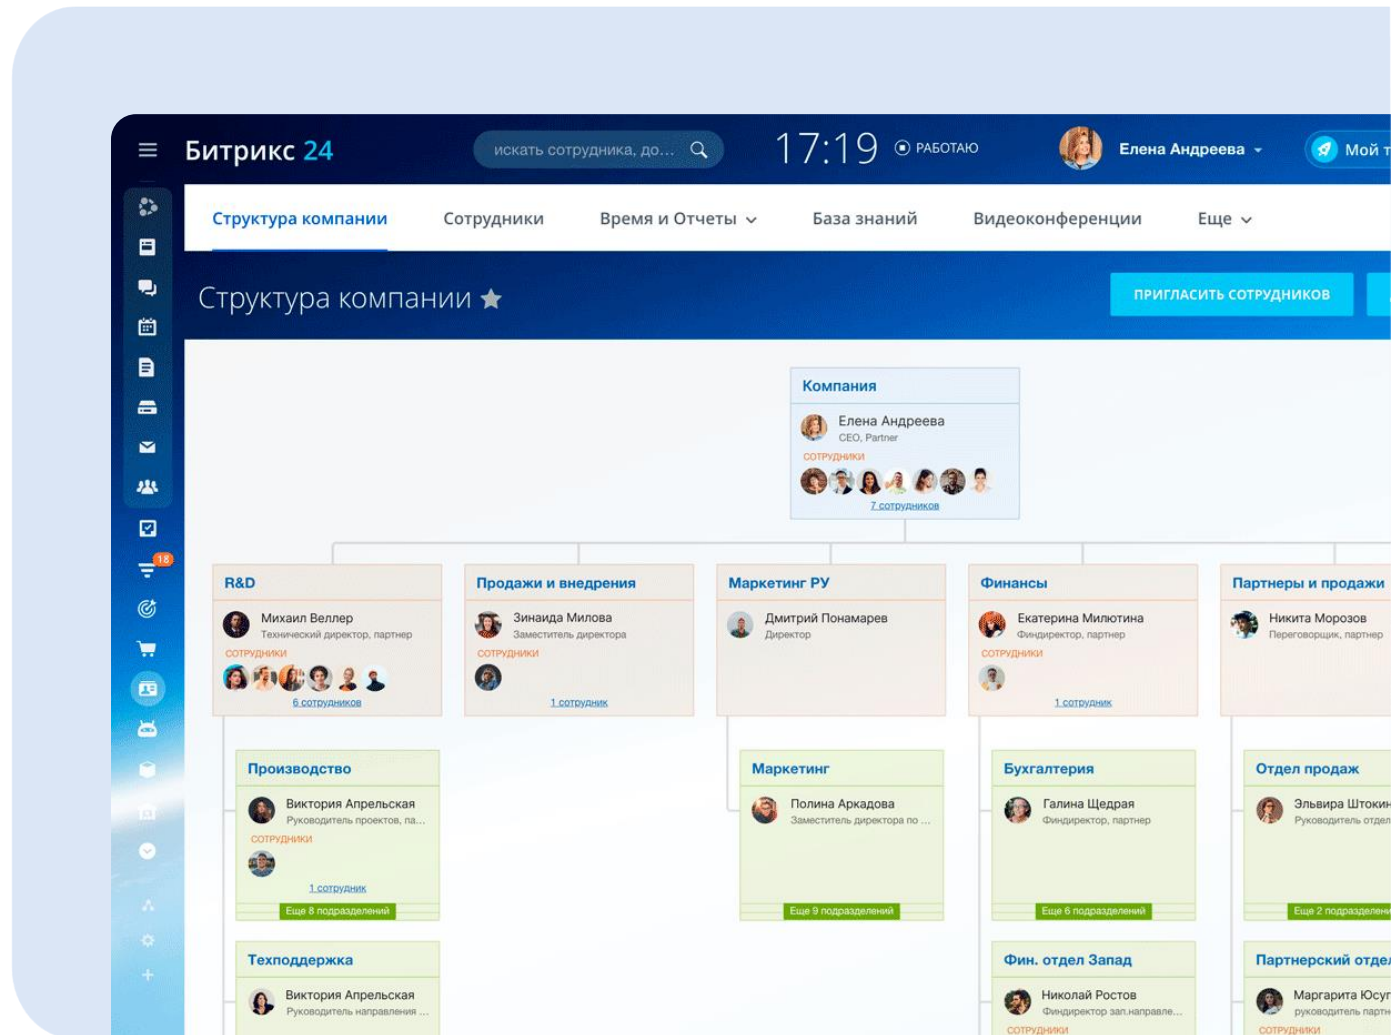 Битрикс 24
искать сотрудника, до...
17:19
РАБОТАЮ
Елена Андреева
Мой т
Структура компании
Сотрудники
Время и Отчеты
База знаний
Видеоконференции
Еще
Структура компании
ПРИГЛАСИТЬ СОТРУДНИКОВ
Компания
Елена Андреева
CEO, Partner
СОТРУДНИКИ
7 сотрудников
18
R&D
Михаил Веллер
Технический директор, партнер
СОТРУДНИКИ
6 сотрудников
Продажи и внедрения
Зинаида Милова
Заместитель директора
СОТРУДНИКИ
1 сотрудник
Маркетинг РУ
Дмитрий Понамарев
Директор
Финансы
Екатерина Милютина
Финдиректор, партнер
СОТРУДНИКИ
1 сотрудник
Партнеры и продажи
Никита Морозов
Переговорщик, партнер
Производство
Виктория Апрельская
Руководитель проектов, па...
СОТРУДНИКИ
1 сотрудник
Еще 8 подразделений
Маркетинг
Полина Аркадова
Заместитель директора по ...
Еще 9 подразделений
Бухгалтерия
Галина Щедрая
Финдиректор, партнер
Еще 6 подразделений
Отдел продаж
Эльвира Штокин
Руководитель отдел
Еще 2 подразделени
Техподдержка
Виктория Апрельская
Руководитель направления ...
Фин. отдел Запад
Николай Ростов
Финдиректор зап.направле...
СОТРУДНИКИ
Партнерский отдел
Маргарита Юсуп
руководитель партн
СОТРУДНИКИ